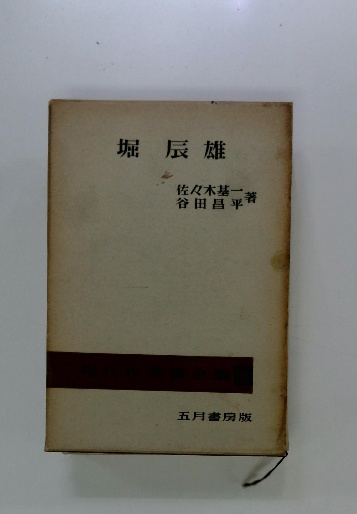 堀 辰 雄
佐々木基一
谷田昌平 著
五月書房版